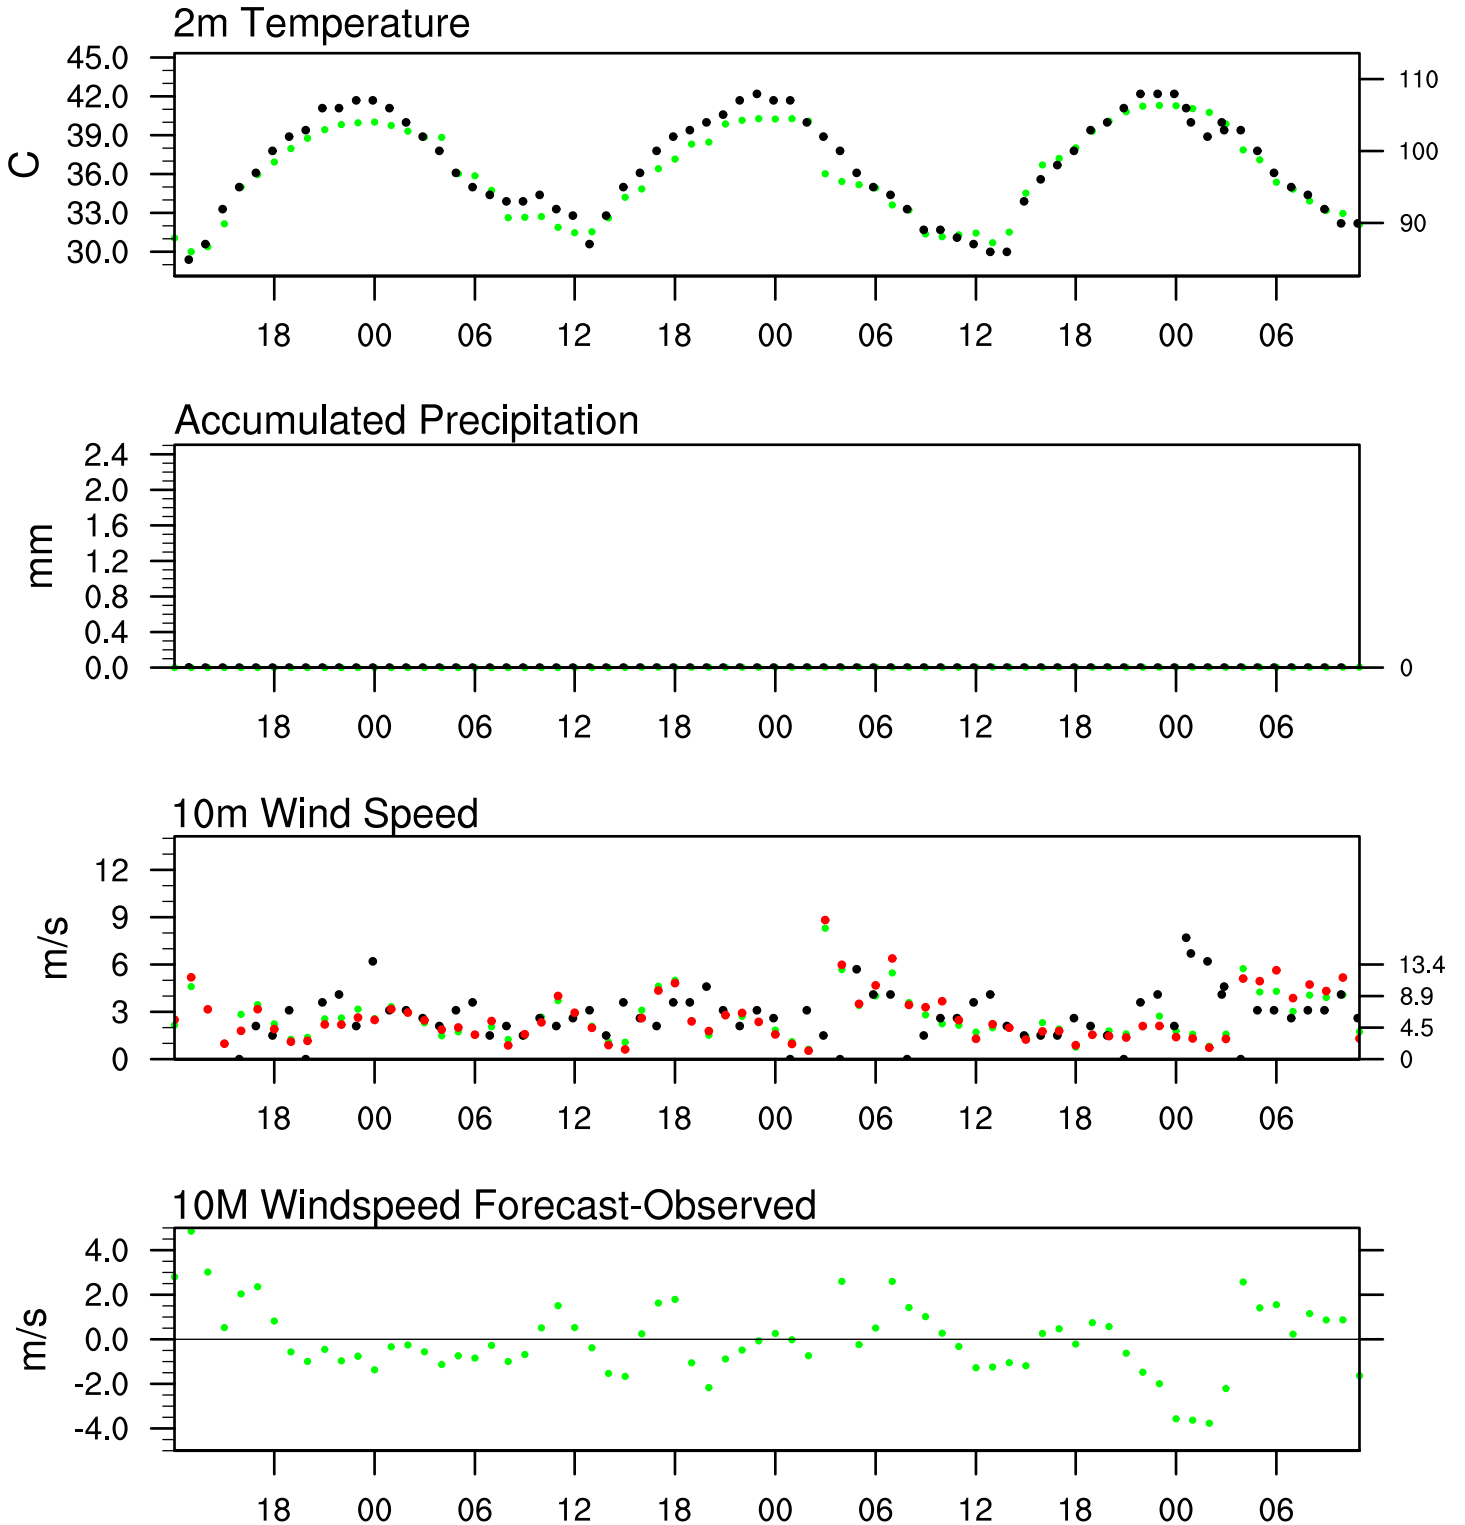 2m Temperature
45.0
42.0
39.0
36.0
33.0
30.0
C
110
100
90
18 00 06 12 18 00 06 12 18 00 06
Accumulated Precipitation
2.4
2.0
1.6
1.2
0.8
0.4
0.0
mm
0
18 00 06 12 18 00 06 12 18 00 06
10m Wind Speed
12
9
6
3
0
m/s
13.4
8.9
4.5
0
18 00 06 12 18 00 06 12 18 00 06
10M Windspeed Forecast-Observed
4.0
2.0
0.0
-2.0
-4.0
m/s
18 00 06 12 18 00 06 12 18 00 06